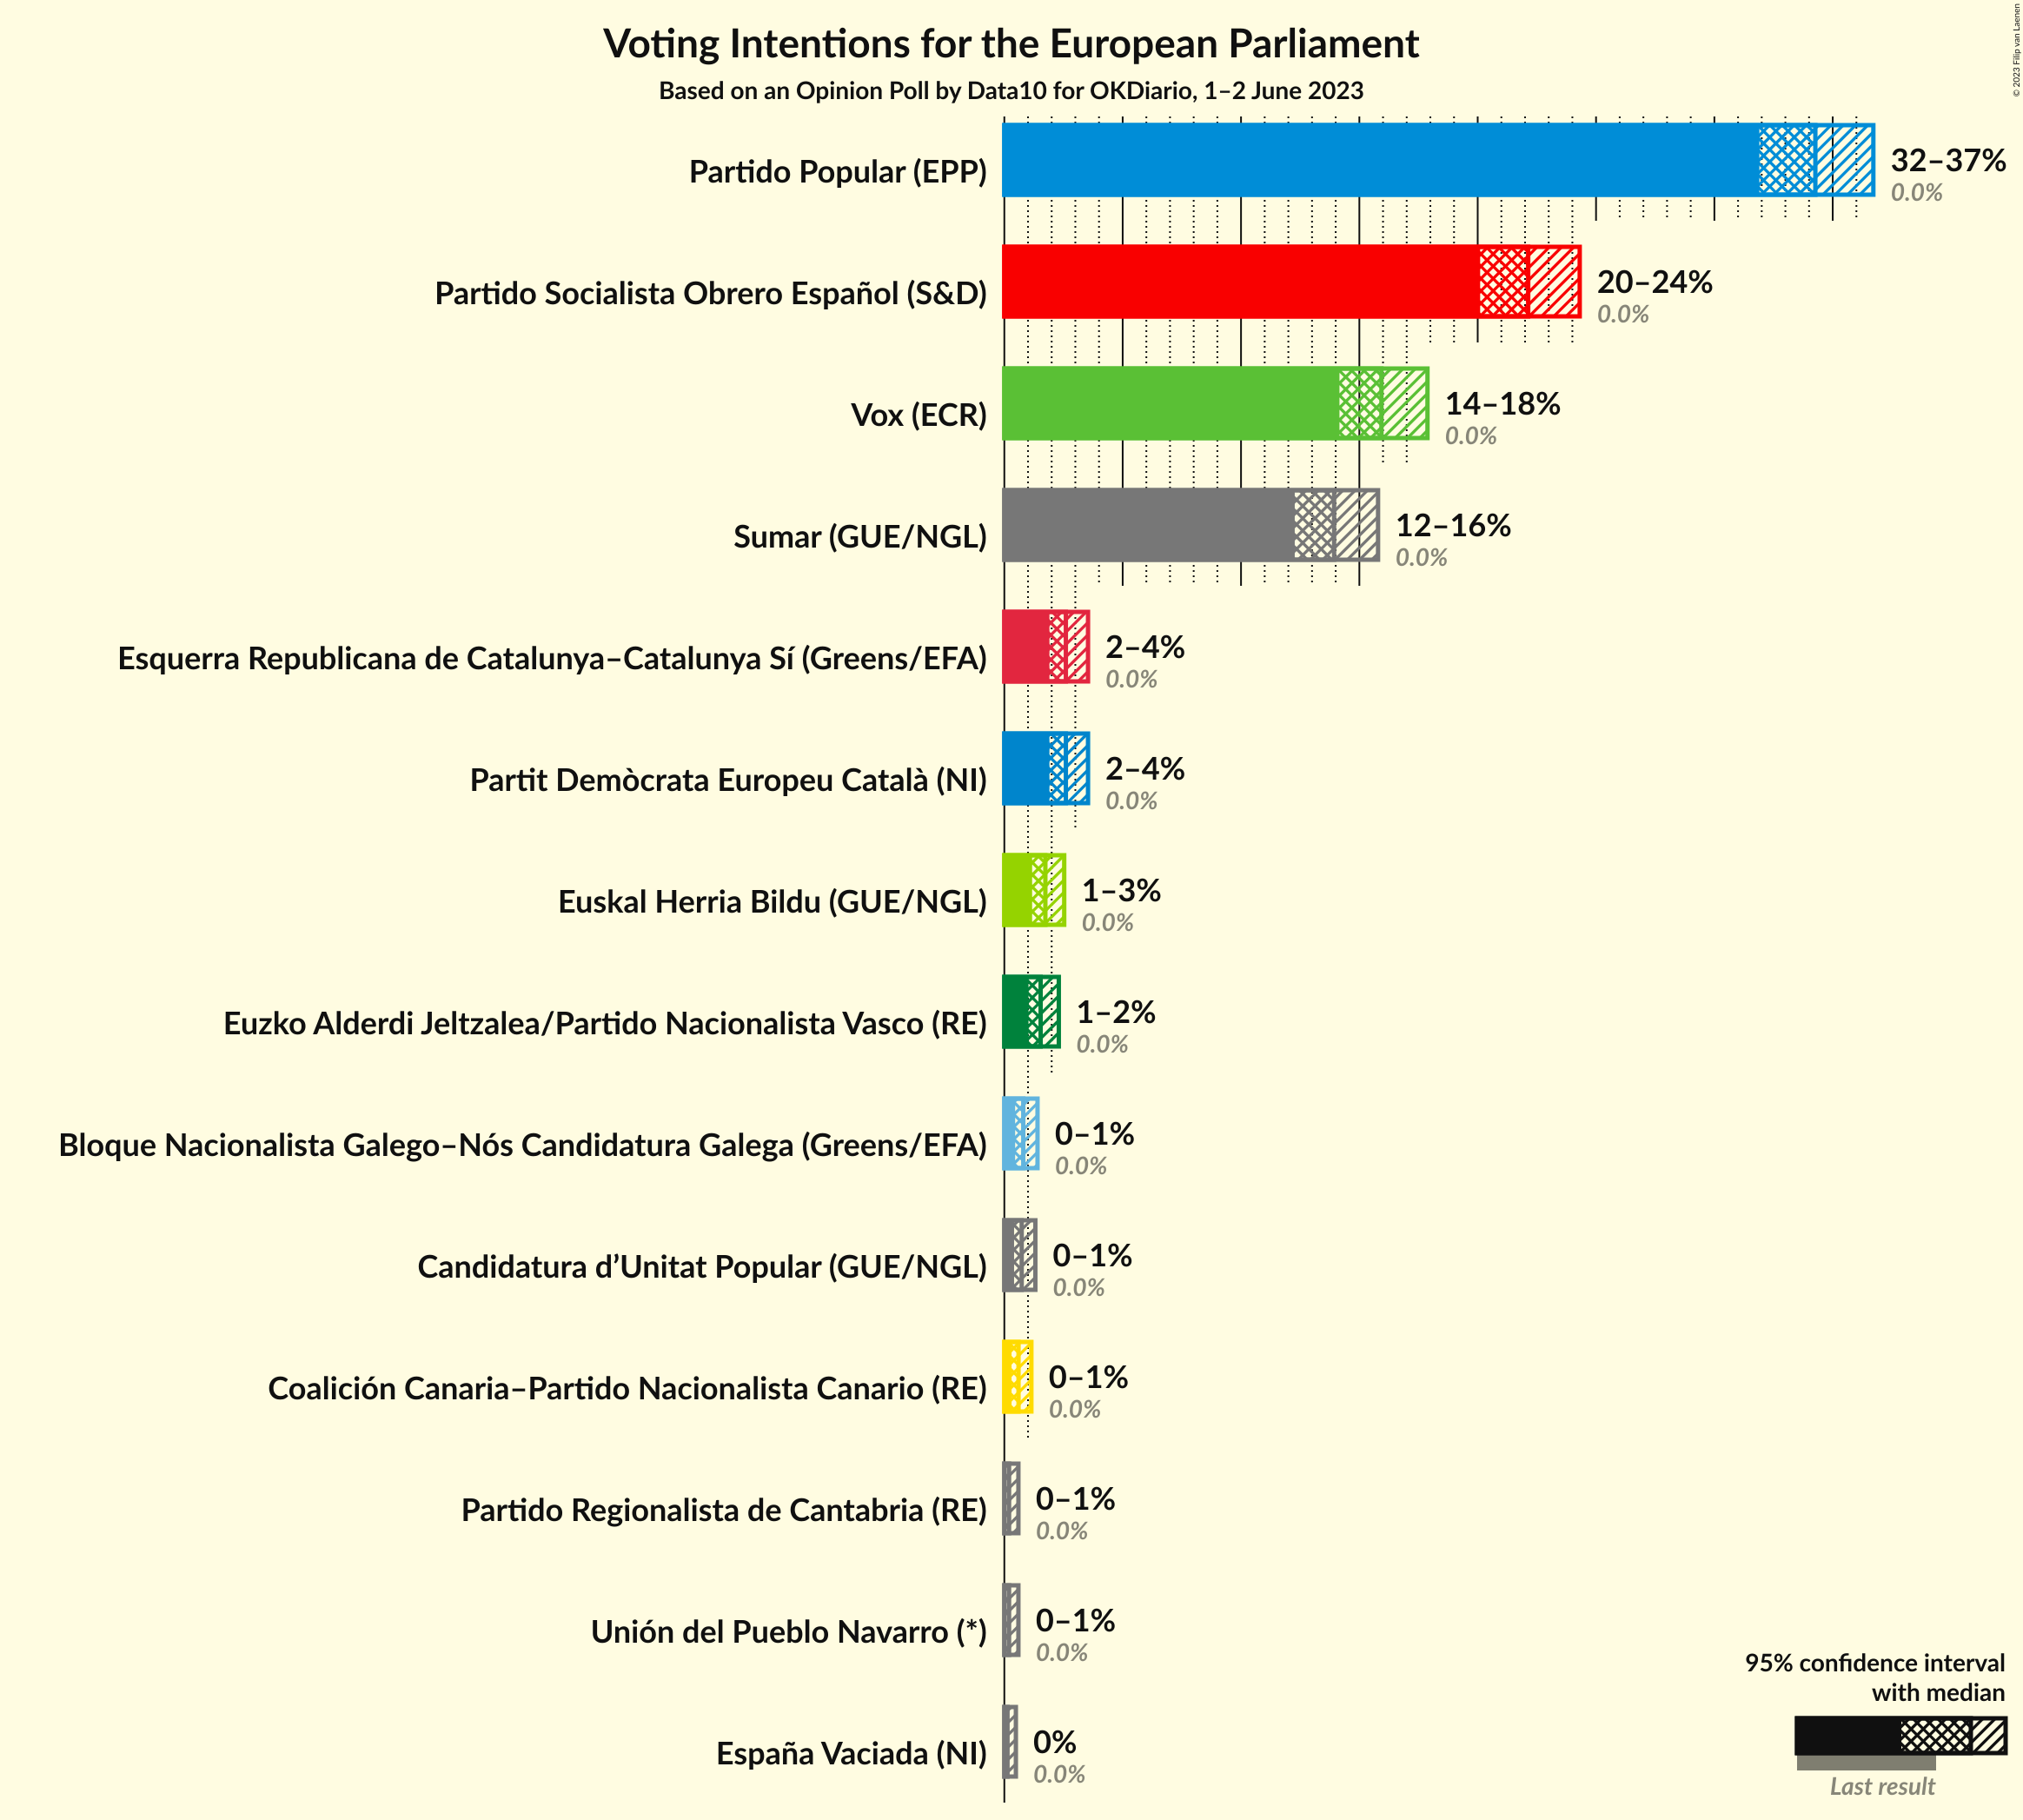 Voting Intentions for the European Parliament
Based on an Opinion Poll by Data10 for OKDiario, 1–2 June 2023
© 2023 Filip van Laenen
Partido Popular (EPP)
32–37%
0.0%
Partido Socialista Obrero Español (S&D)
20–24%
0.0%
Vox (ECR)
14–18%
0.0%
Sumar (GUE/NGL)
12–16%
0.0%
Esquerra Republicana de Catalunya–Catalunya Sí (Greens/EFA)
2–4%
0.0%
Partit Demòcrata Europeu Català (NI)
2–4%
0.0%
Euskal Herria Bildu (GUE/NGL)
1–3%
0.0%
Euzko Alderdi Jeltzalea/Partido Nacionalista Vasco (RE)
1–2%
0.0%
Bloque Nacionalista Galego–Nós Candidatura Galega (Greens/EFA)
0–1%
0.0%
Candidatura d’Unitat Popular (GUE/NGL)
0–1%
0.0%
Coalición Canaria–Partido Nacionalista Canario (RE)
0–1%
0.0%
Partido Regionalista de Cantabria (RE)
0–1%
0.0%
Unión del Pueblo Navarro (*)
0–1%
0.0%
España Vaciada (NI)
0%
0.0%
95% confidence interval
with median
Last result